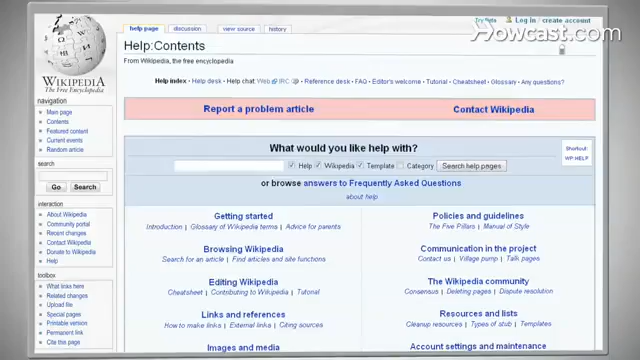 help page discussion view source history
Try Beta Log in / create account
Howcast.com
WIKIPEDIA
The Free Encyclopedia
Help:Contents
From Wikipedia, the free encyclopedia
Help index · Help desk · Help chat: Web IRC · Reference desk · FAQ · Editor's welcome · Tutorial · Cheatsheet · Glossary · Any questions?
Report a problem article Contact Wikipedia
navigation
Main page
Contents
Featured content
Current events
Random article
search
Go Search
interaction
About Wikipedia
Community portal
Recent changes
Contact Wikipedia
Donate to Wikipedia
Help
toolbox
What links here
Related changes
Upload file
Special pages
Printable version
Permanent link
Cite this page
What would you like help with?
Shortcut:
WP:HELP
Help Wikipedia Template Category Search help pages
or browse answers to Frequently Asked Questions
about help
Getting started
Introduction | Glossary of Wikipedia terms | Advice for parents
Browsing Wikipedia
Search for an article | Find articles and site functions
Editing Wikipedia
Cheatsheet | Contributing to Wikipedia | Tutorial
Links and references
How to make links | External links | Citing sources
Images and media
Policies and guidelines
The Five Pillars | Manual of Style
Communication in the project
Contact us | Village pump | Talk pages
The Wikipedia community
Consensus | Deleting pages | Dispute resolution
Resources and lists
Cleanup resources | Types of stub | Templates
Account settings and maintenance